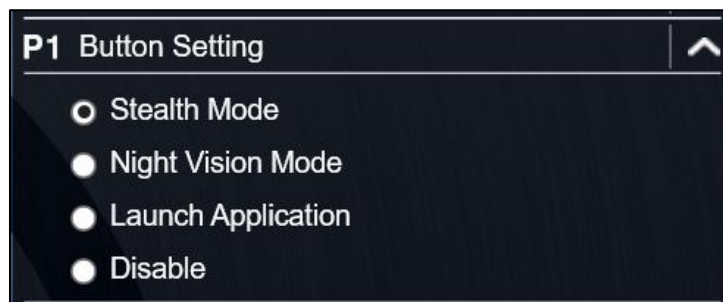 P1 Button Setting
Stealth Mode
Night Vision Mode
Launch Application
Disable